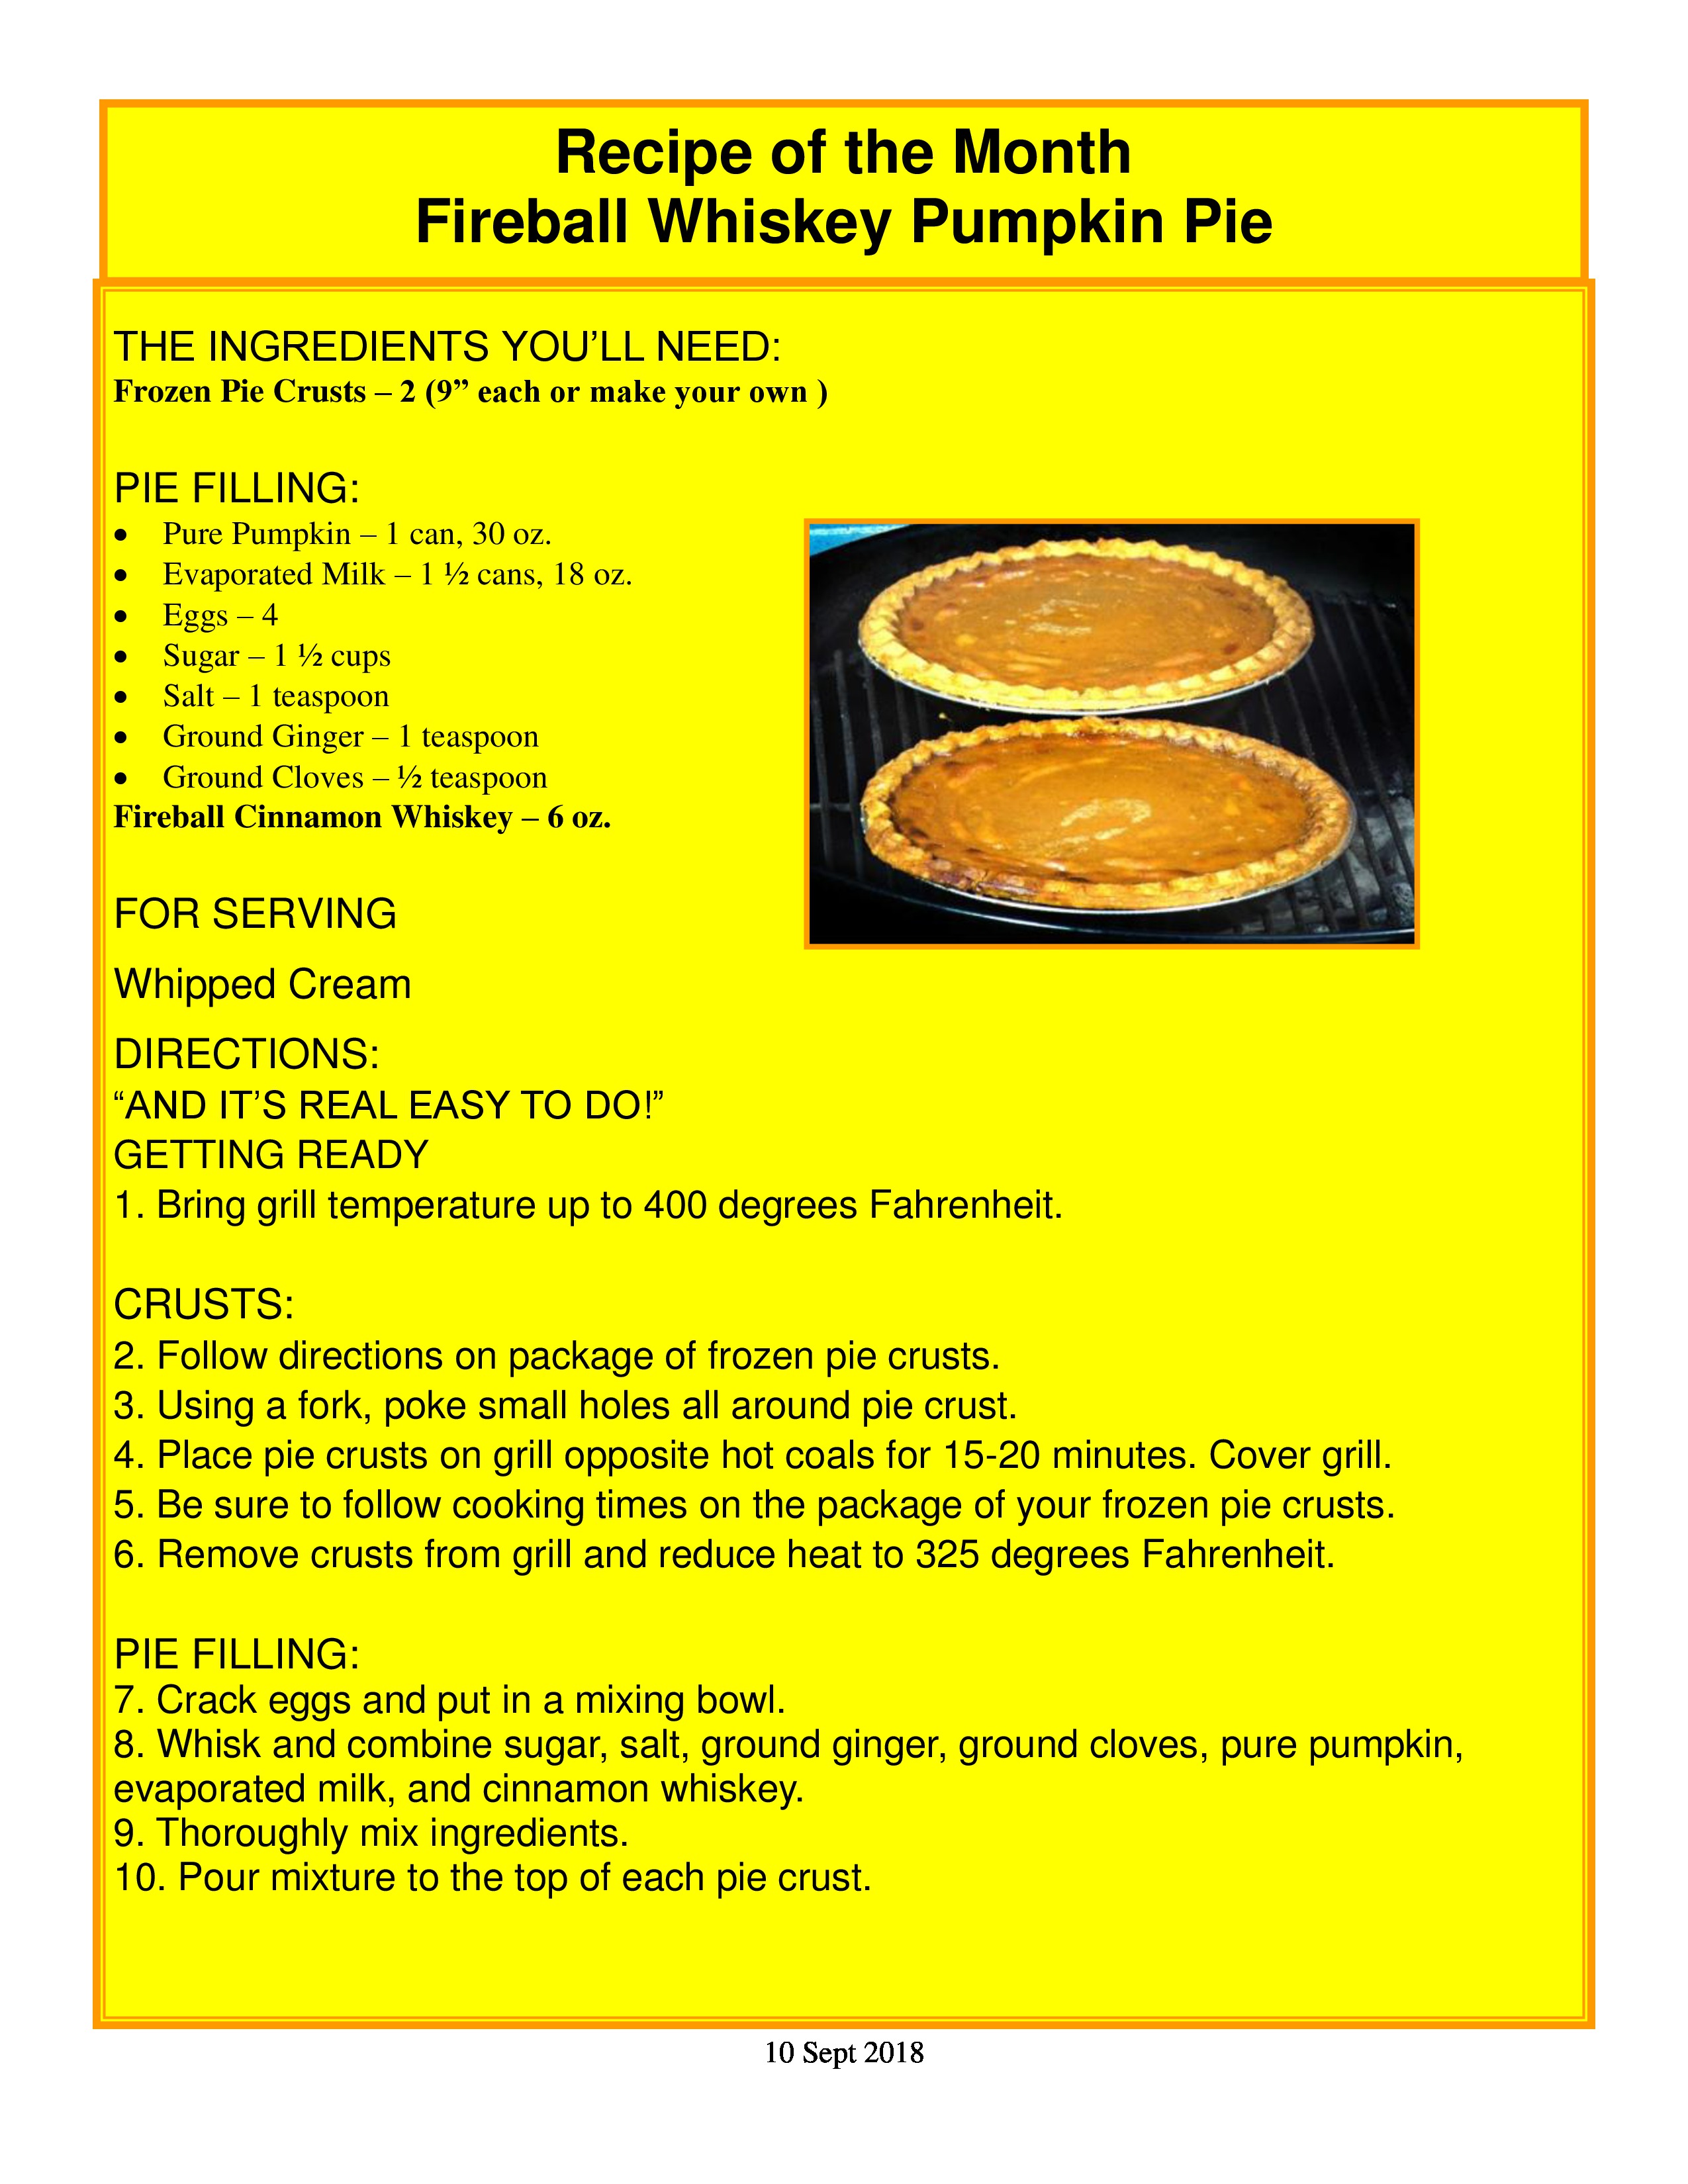 Recipe of the Month
Fireball Whiskey Pumpkin Pie
THE INGREDIENTS YOU’LL NEED:
Frozen Pie Crusts – 2 (9” each or make your own )
PIE FILLING:
• Pure Pumpkin – 1 can, 30 oz.
• Evaporated Milk – 1 ½ cans, 18 oz.
• Eggs – 4
• Sugar – 1 ½ cups
• Salt – 1 teaspoon
• Ground Ginger – 1 teaspoon
• Ground Cloves – ½ teaspoon
Fireball Cinnamon Whiskey – 6 oz.
FOR SERVING
Whipped Cream
DIRECTIONS:
“AND IT’S REAL EASY TO DO!”
GETTING READY
1. Bring grill temperature up to 400 degrees Fahrenheit.
CRUSTS:
2. Follow directions on package of frozen pie crusts.
3. Using a fork, poke small holes all around pie crust.
4. Place pie crusts on grill opposite hot coals for 15-20 minutes. Cover grill.
5. Be sure to follow cooking times on the package of your frozen pie crusts.
6. Remove crusts from grill and reduce heat to 325 degrees Fahrenheit.
PIE FILLING:
7. Crack eggs and put in a mixing bowl.
8. Whisk and combine sugar, salt, ground ginger, ground cloves, pure pumpkin,
evaporated milk, and cinnamon whiskey.
9. Thoroughly mix ingredients.
10. Pour mixture to the top of each pie crust.
10 Sept 2018